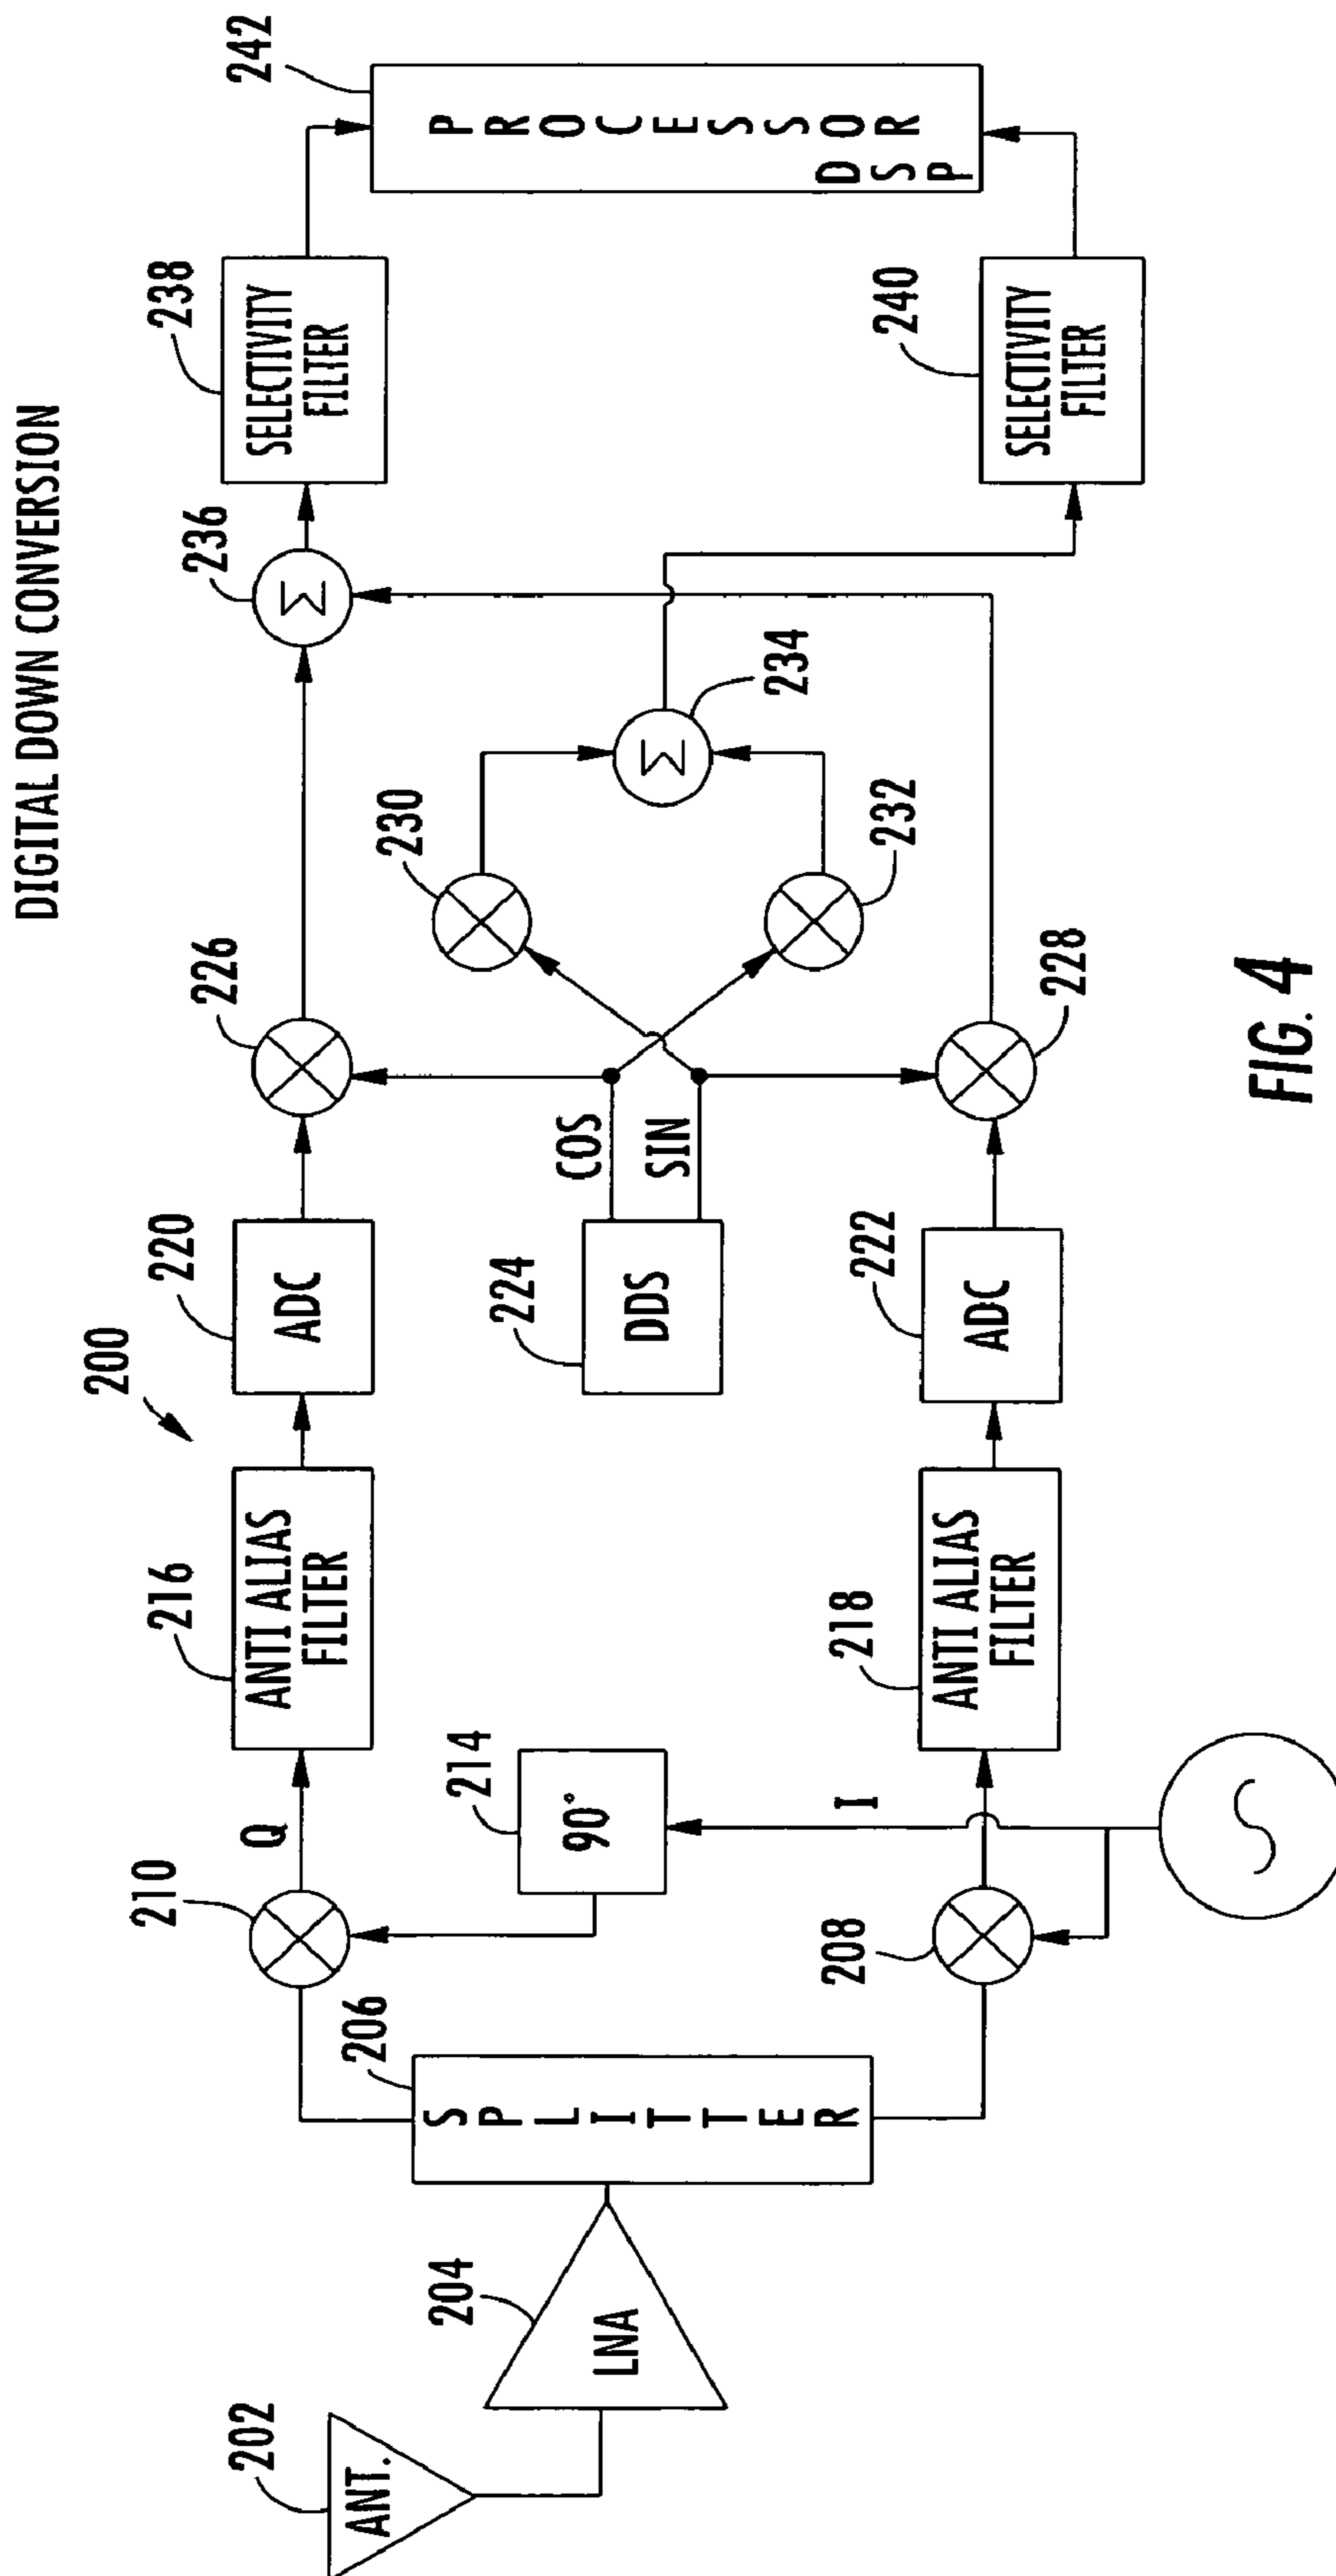 DIGITAL DOWN CONVERSION
200
202
ANT.
204
LNA
206
SPLITTER
210
Q
208
214
90°
I
216
ANTI ALIAS
FILTER
218
ANTI ALIAS
FILTER
220
ADC
222
ADC
224
DDS
COS
SIN
226
228
230
232
234
Σ
236
Σ
238
SELECTIVITY
FILTER
240
SELECTIVITY
FILTER
242
PROCESSOR
DSP
FIG. 4